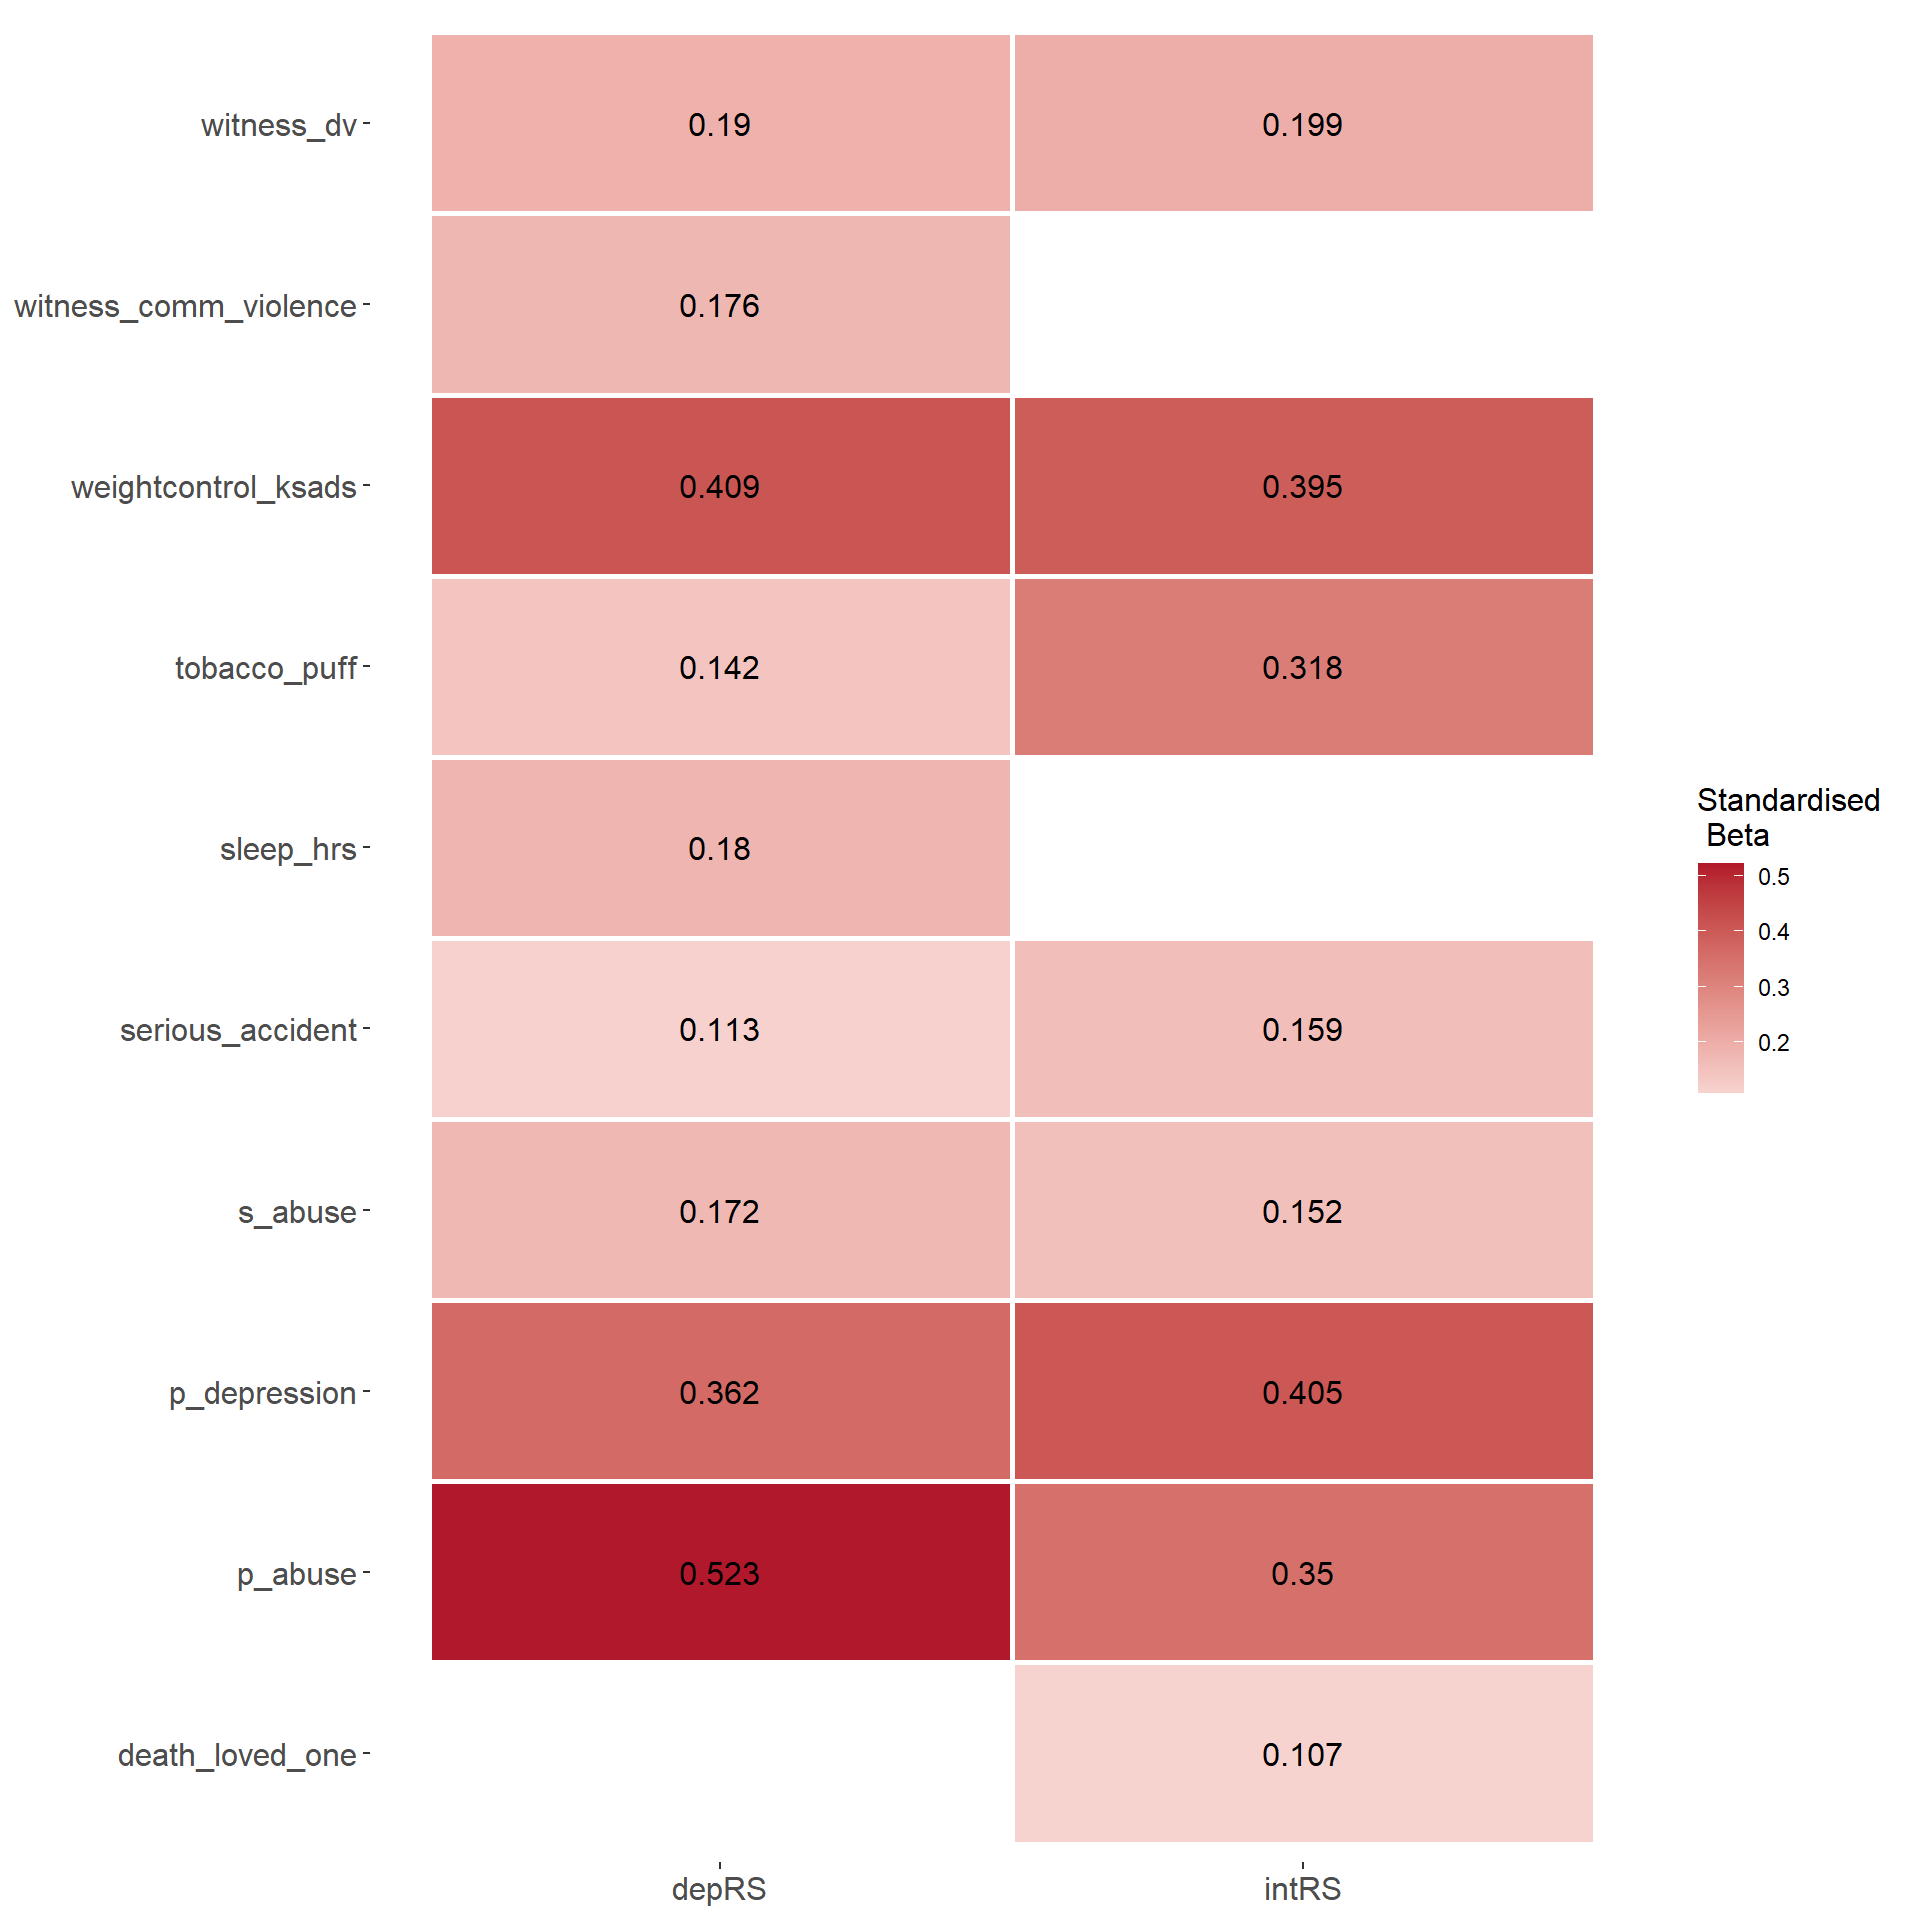 witness_dv 0.19 0.199
witness_comm_violence 0.176
weightcontrol_ksads 0.409 0.395
tobacco_puff 0.142 0.318
sleep_hrs 0.18
serious_accident 0.113 0.159
s_abuse 0.172 0.152
p_depression 0.362 0.405
p_abuse 0.523 0.35
death_loved_one 0.107
depRS intRS
Standardised
Beta
0.5
0.4
0.3
0.2